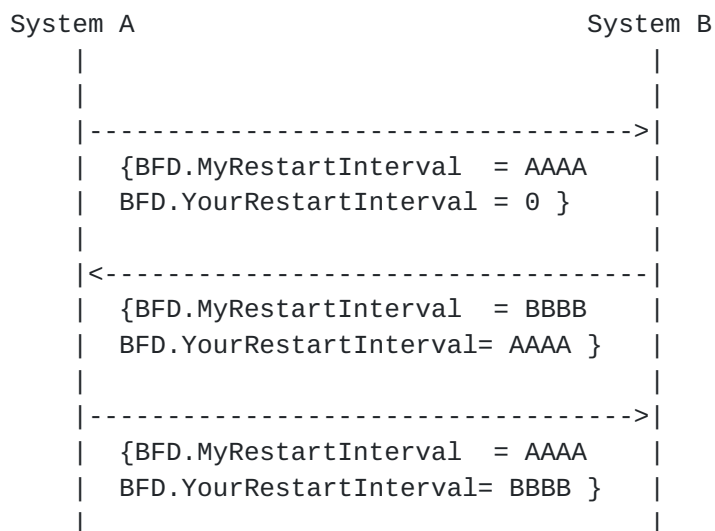 System A                              System B
    |                                     |
    |                                     |
    |------------------------------------>|
    |  {BFD.MyRestartInterval  = AAAA     |
    |  BFD.YourRestartInterval = 0 }      |
    |                                     |
    |<------------------------------------|
    |  {BFD.MyRestartInterval  = BBBB     |
    |  BFD.YourRestartInterval= AAAA }    |
    |                                     |
    |------------------------------------>|
    |  {BFD.MyRestartInterval  = AAAA     |
    |  BFD.YourRestartInterval= BBBB }    |
    |                                     |